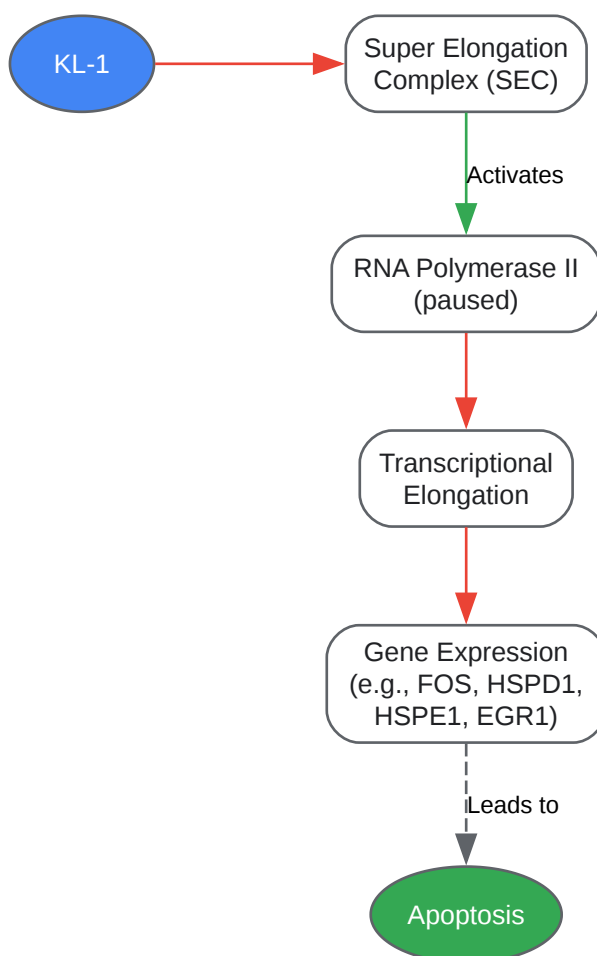 KL-1
Super Elongation
Complex (SEC)
Activates
RNA Polymerase II
(paused)
Transcriptional
Elongation
Gene Expression
(e.g., FOS, HSPD1,
HSPE1, EGR1)
Leads to
Apoptosis